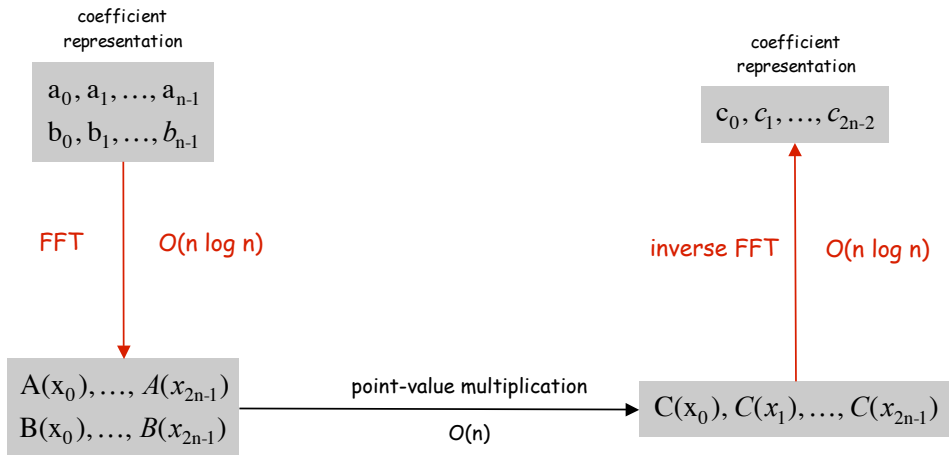 coefficient
representation
a₀, a₁, …, aₙ₋₁
b₀, b₁, …, bₙ₋₁
FFT
O(n log n)
A(x₀), …, A(x₂ₙ₋₁)
B(x₀), …, B(x₂ₙ₋₁)
point-value multiplication
O(n)
coefficient
representation
c₀, c₁, …, c₂ₙ₋₂
inverse FFT
O(n log n)
C(x₀), C(x₁), …, C(x₂ₙ₋₁)